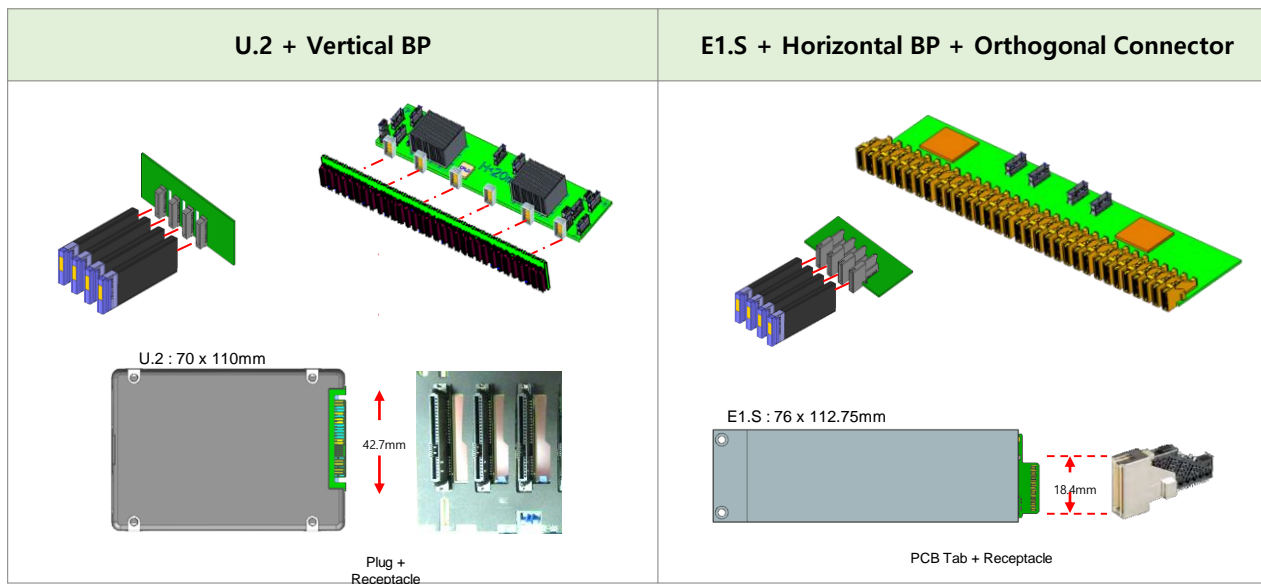 U.2 + Vertical BP
E1.S + Horizontal BP + Orthogonal Connector
U.2 : 70 x 110mm
42.7mm
Plug +
Receptacle
E1.S : 76 x 112.75mm
18.4mm
PCB Tab + Receptacle